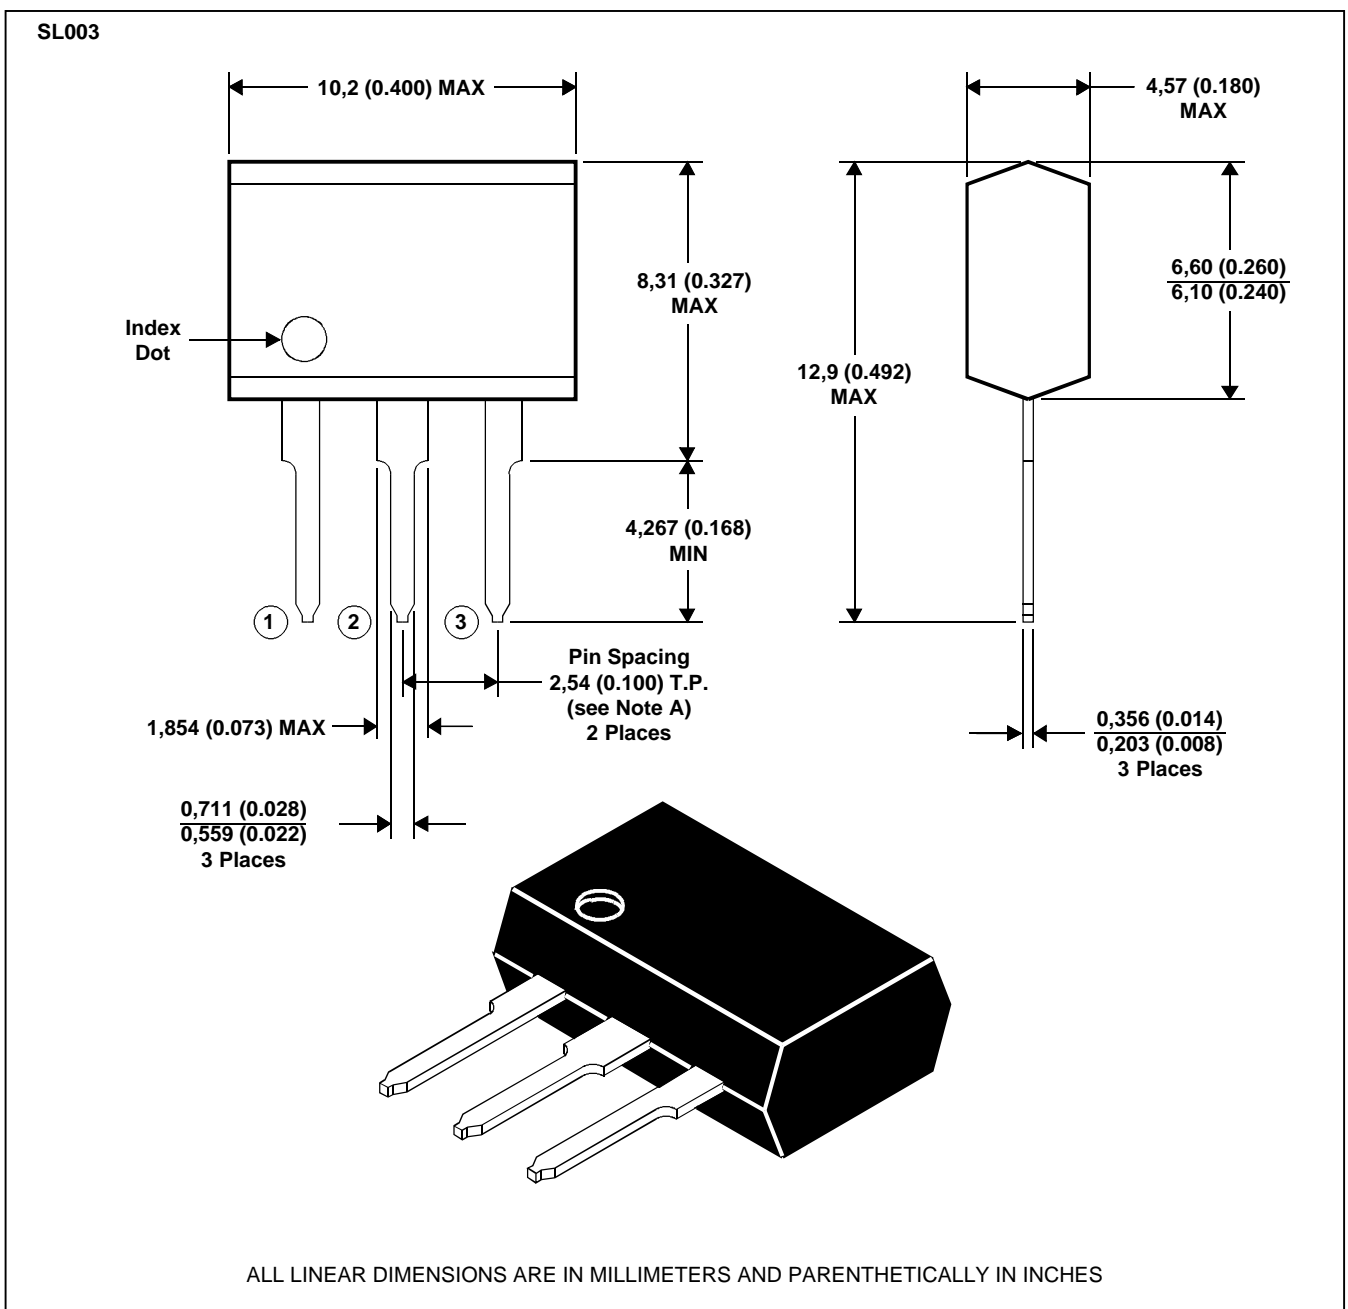 SL003
10,2 (0.400) MAX
4,57 (0.180)
MAX
8,31 (0.327)
MAX
6,60 (0.260)
6,10 (0.240)
Index
Dot
12,9 (0.492)
MAX
4,267 (0.168)
MIN
1
2
3
Pin Spacing
2,54 (0.100) T.P.
(see Note A)
2 Places
1,854 (0.073) MAX
0,356 (0.014)
0,203 (0.008)
3 Places
0,711 (0.028)
0,559 (0.022)
3 Places
ALL LINEAR DIMENSIONS ARE IN MILLIMETERS AND PARENTHETICALLY IN INCHES